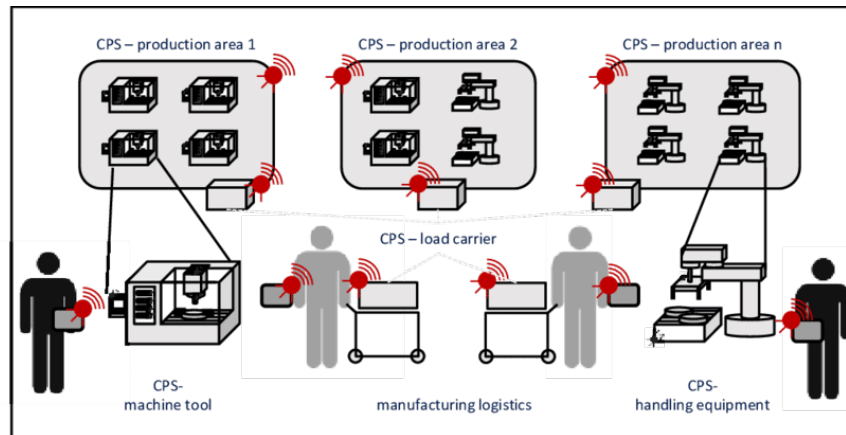 CPS – production area 1
CPS – production area 2
CPS – production area n
CPS – load carrier
CPS-
machine tool
manufacturing logistics
CPS-
handling equipment